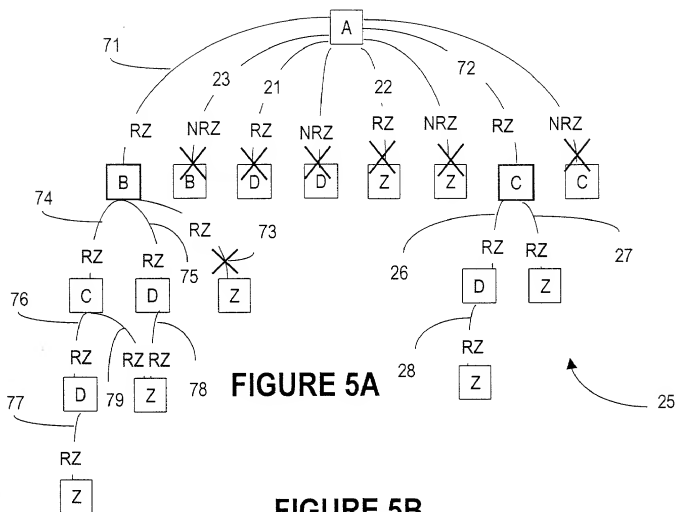 A
71
23
21
22
72
RZ NRZ RZ NRZ RZ NRZ RZ NRZ
B B D D Z Z C C
74
RZ
73
75
26
27
RZ RZ RZ RZ
C D Z D Z
76
28
RZ RZ RZ RZ
79 78
D Z Z
FIGURE 5A
25
77
RZ
Z
FIGURE 5B